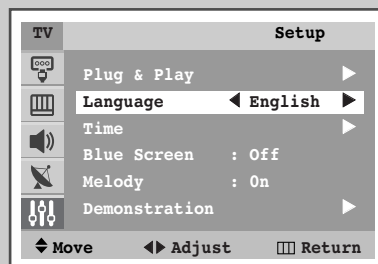 TV Setup
Plug & Play
Language English
Time
Blue Screen : Off
Melody : On
Demonstration
Move Adjust Return